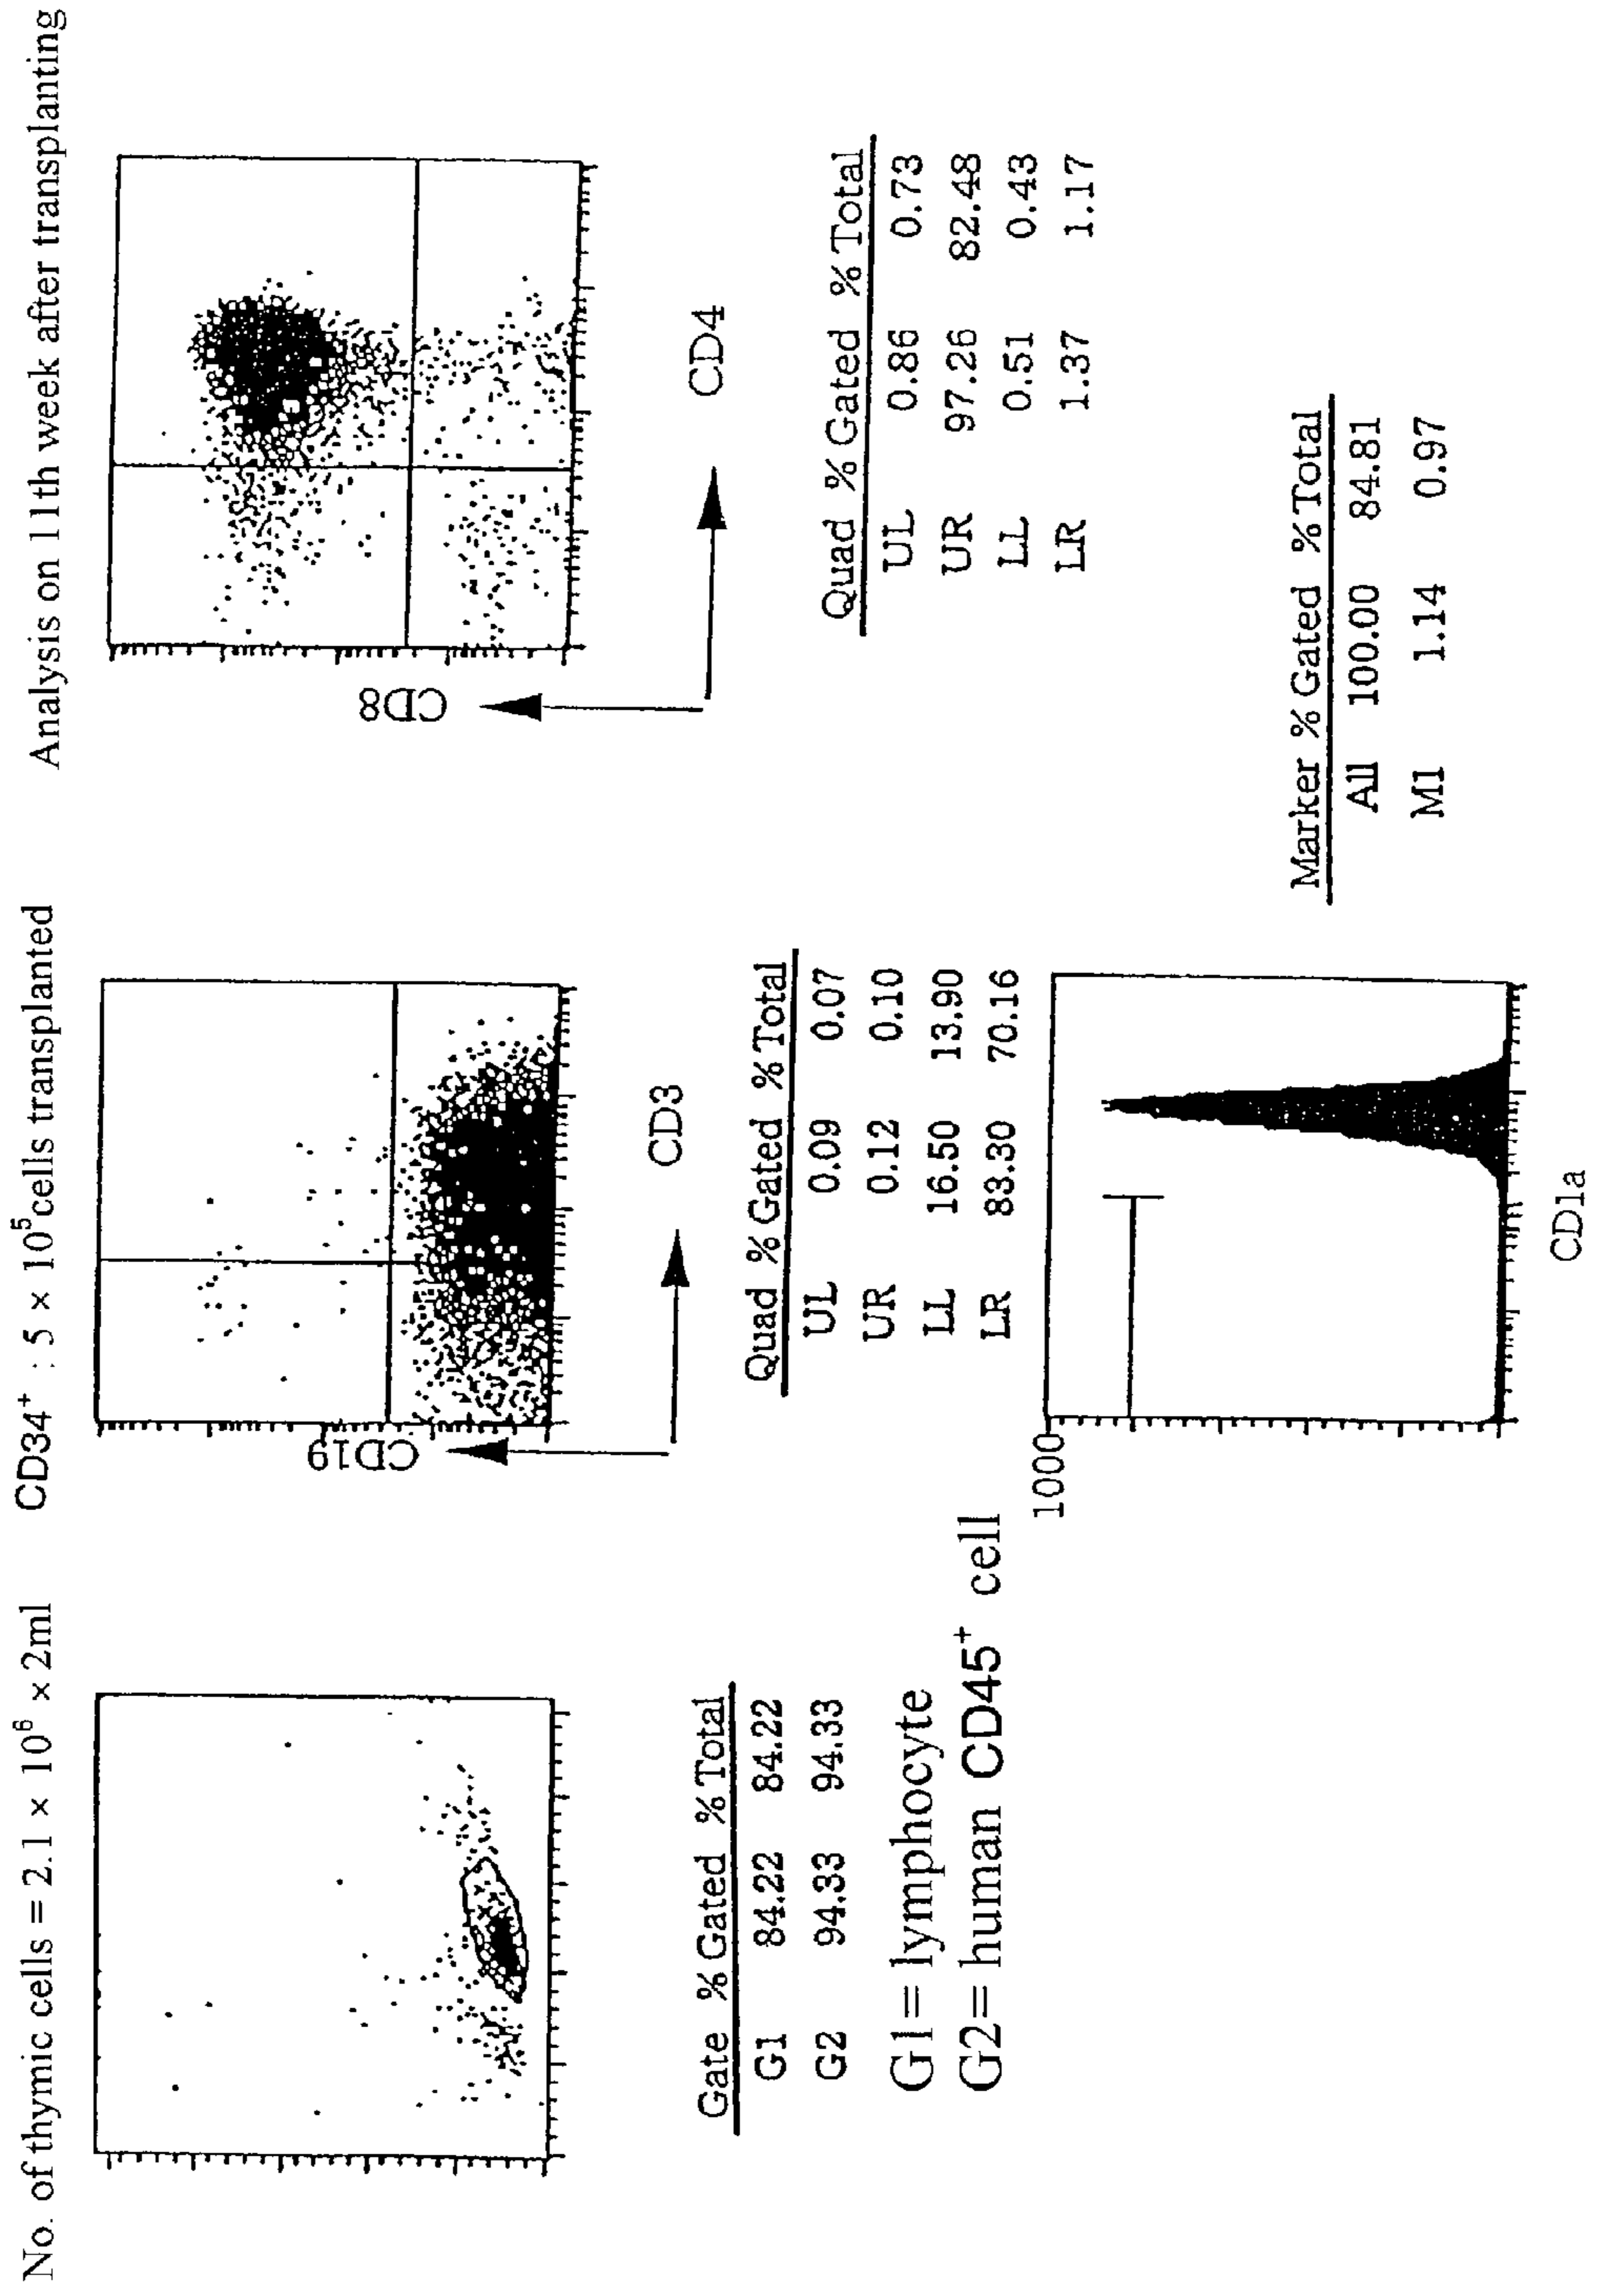 No. of thymic cells = 2.1 × 10⁶ × 2ml
CD34⁺ : 5 × 10⁵ cells transplanted
Analysis on 11th week after transplanting
Gate % Gated % Total
G1 84.22 84.22
G2 94.33 94.33
G1= lymphocyte
G2= human CD45⁺ cell
CD19
CD3
Quad % Gated % Total
UL 0.09 0.07
UR 0.12 0.10
LL 16.50 13.90
LR 83.30 70.16
CD8
CD4
Quad % Gated % Total
UL 0.86 0.73
UR 97.26 82.48
LL 0.51 0.43
LR 1.37 1.17
1000
CD1a
Marker % Gated % Total
All 100.00 84.81
M1 1.14 0.97